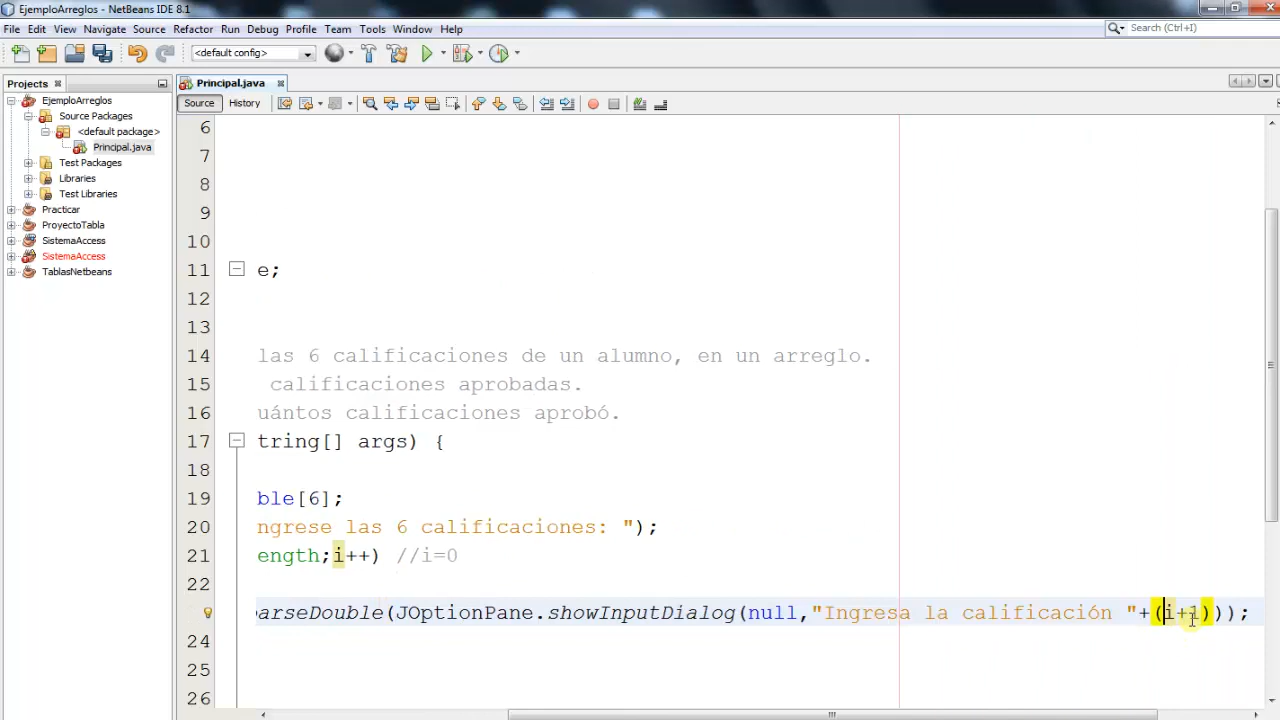 EjemploArreglos - NetBeans IDE 8.1
File Edit View Navigate Source Refactor Run Debug Profile Team Tools Window Help
Search (Ctrl+I)
<default config>
Projects
Principal.java
Source History
EjemploArreglos
Source Packages
<default package>
Principal.java
Test Packages
Libraries
Test Libraries
Practicar
ProyectoTabla
SistemaAccess
SistemaAccess
TablasNetbeans
6
7
8
9
10
11 e;
12
13
14 las 6 calificaciones de un alumno, en un arreglo.
15 calificaciones aprobadas.
16 uántos calificaciones aprobó.
17 tring[] args) {
18
19 ble[6];
20 ngrese las 6 calificaciones: ");
21 ength;i++) //i=0
22
arseDouble(JOptionPane.showInputDialog(null,"Ingresa la calificación "+(i+1)));
24
25
26